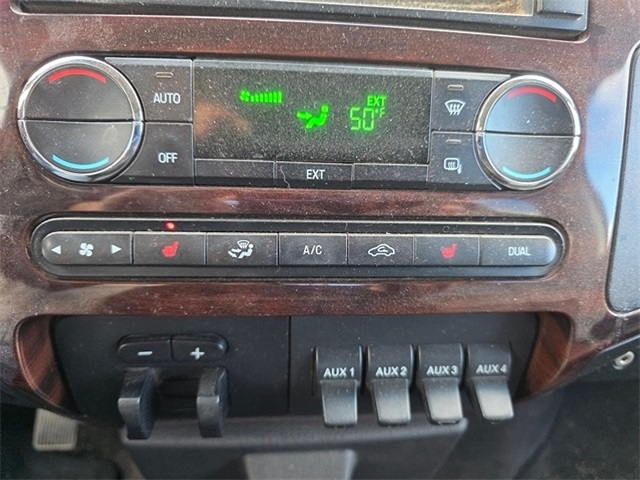 AUTO
EXT
50°F
OFF
EXT
A/C
DUAL
- +
AUX 1 AUX 2 AUX 3 AUX 4